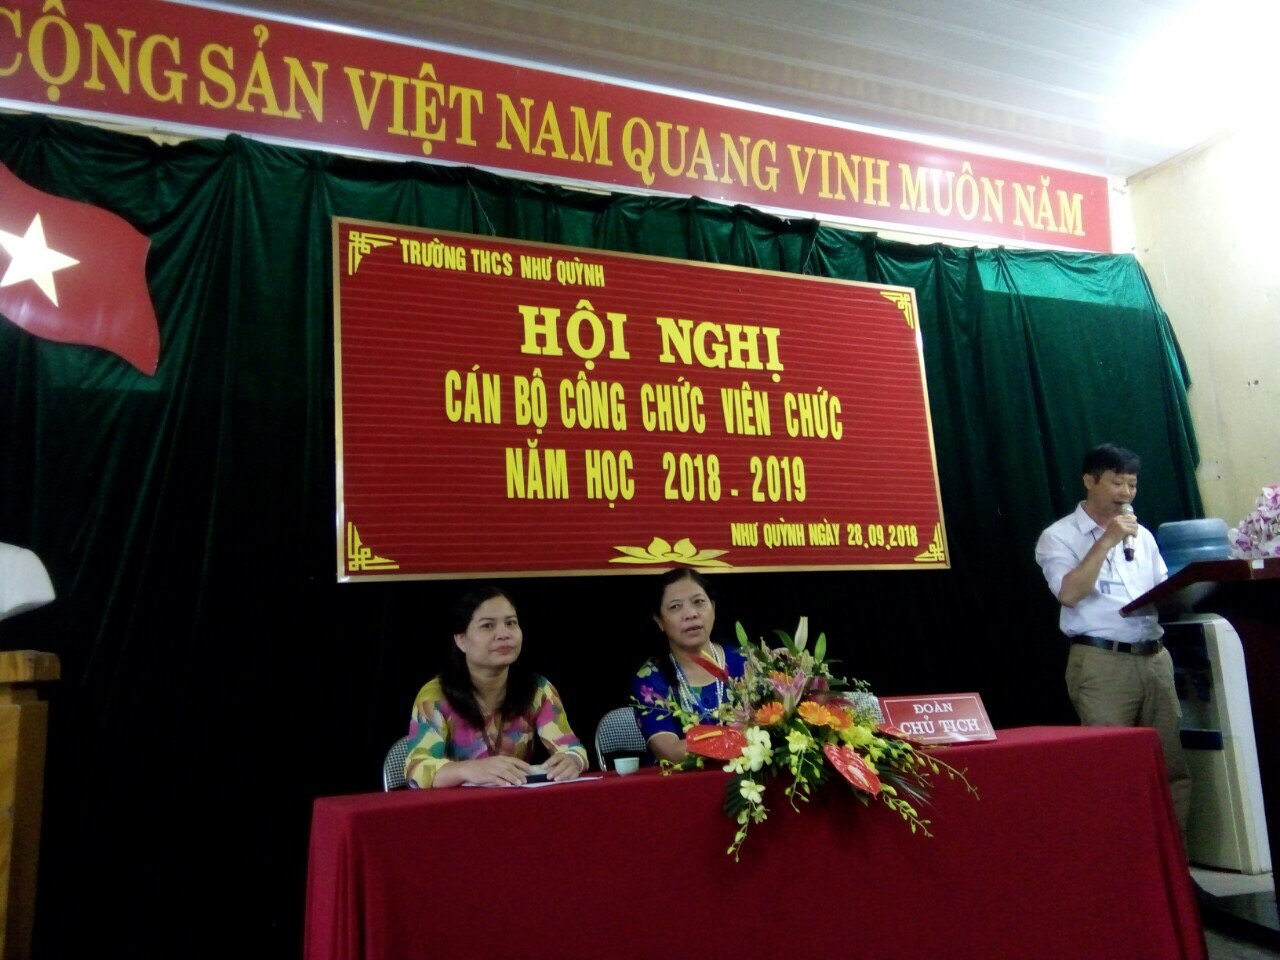 CỘNG SẢN VIỆT NAM QUANG VINH MUÔN NĂM
TRƯỜNG THCS NHƯ QUỲNH
HỘI NGHỊ
CÁN BỘ CÔNG CHỨC VIÊN CHỨC
NĂM HỌC 2018 - 2019
NHƯ QUỲNH NGÀY 28.09.2018
ĐOÀN
CHỦ TỊCH